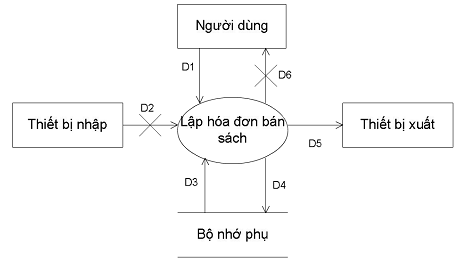 Người dùng
D1
D6
D2
Thiết bị nhập
Lập hóa đơn bán
sách
Thiết bị xuất
D5
D3
D4
Bộ nhớ phụ